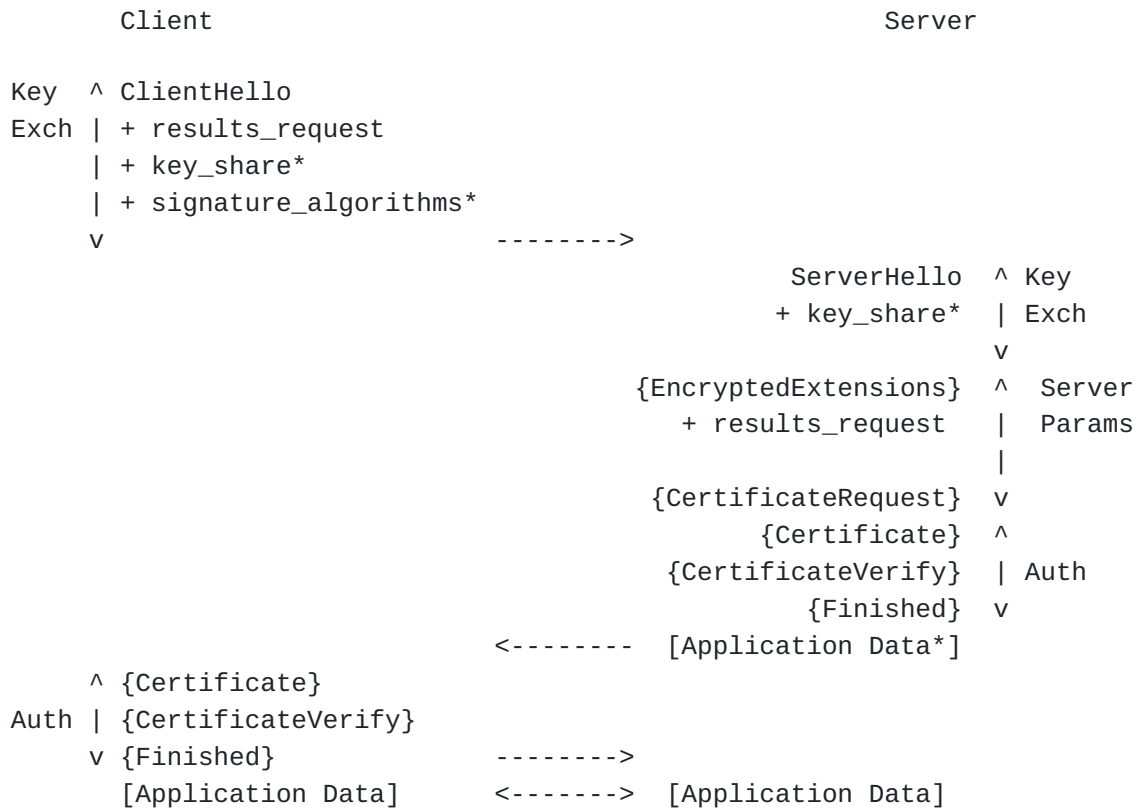 Client                                           Server

Key  ^ ClientHello
Exch | + results_request
     | + key_share*
     | + signature_algorithms*
     v                         -------->
                                                  ServerHello  ^ Key
                                                 + key_share*  | Exch
                                                               v
                                        {EncryptedExtensions}  ^  Server
                                           + results_request   |  Params
                                                               |
                                         {CertificateRequest}  v
                                                {Certificate}  ^
                                          {CertificateVerify}  | Auth
                                                   {Finished}  v
                               <--------  [Application Data*]
     ^ {Certificate}
Auth | {CertificateVerify}
     v {Finished}              -------->
       [Application Data]      <------->  [Application Data]